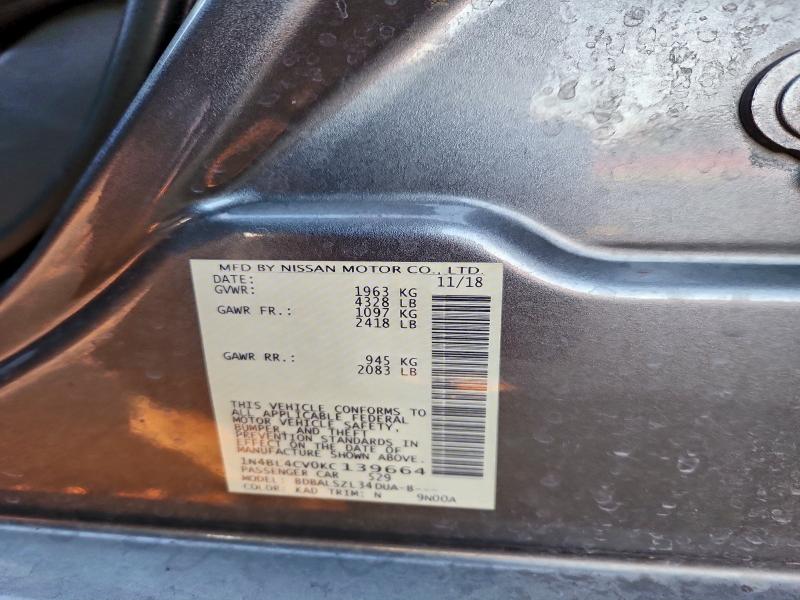 MFD BY NISSAN MOTOR CO., LTD.
DATE: 11/18
GVWR: 1963 KG
4328 LB
GAWR FR.: 1097 KG
2418 LB
GAWR RR.: 945 KG
2083 LB
THIS VEHICLE CONFORMS TO
ALL APPLICABLE FEDERAL
MOTOR VEHICLE SAFETY,
BUMPER, AND THEFT
PREVENTION STANDARDS IN
EFFECT ON THE DATE OF
MANUFACTURE SHOWN ABOVE.
1N4BL4CV0KC139664
PASSENGER CAR S29
MODEL: BDBALSZL34DUA-B---
COLOR: KAD TRIM: N 9N00A